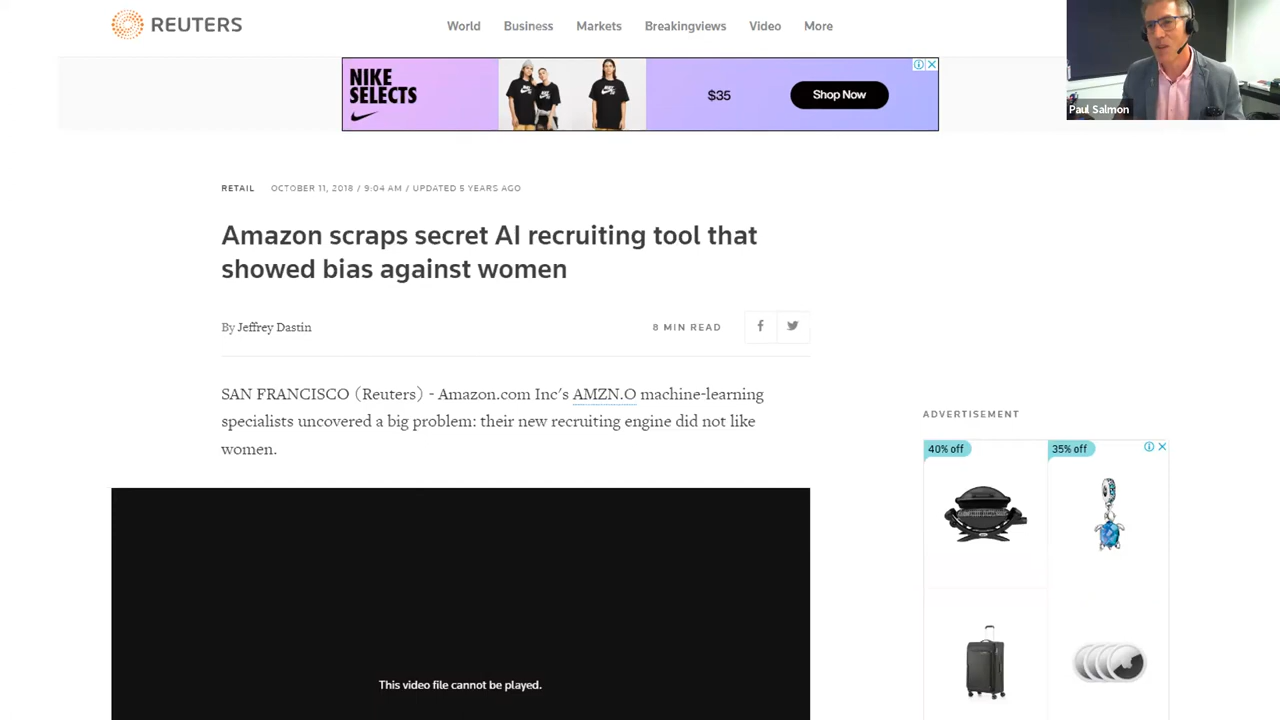 REUTERS
World Business Markets Breakingviews Video More
Paul Salmon
NIKE
SELECTS
$35
Shop Now
RETAIL OCTOBER 11, 2018 / 9:04 AM / UPDATED 5 YEARS AGO
Amazon scraps secret AI recruiting tool that
showed bias against women
By Jeffrey Dastin
8 MIN READ
SAN FRANCISCO (Reuters) - Amazon.com Inc's AMZN.O machine-learning
specialists uncovered a big problem: their new recruiting engine did not like
women.
This video file cannot be played.
ADVERTISEMENT
40% off
35% off